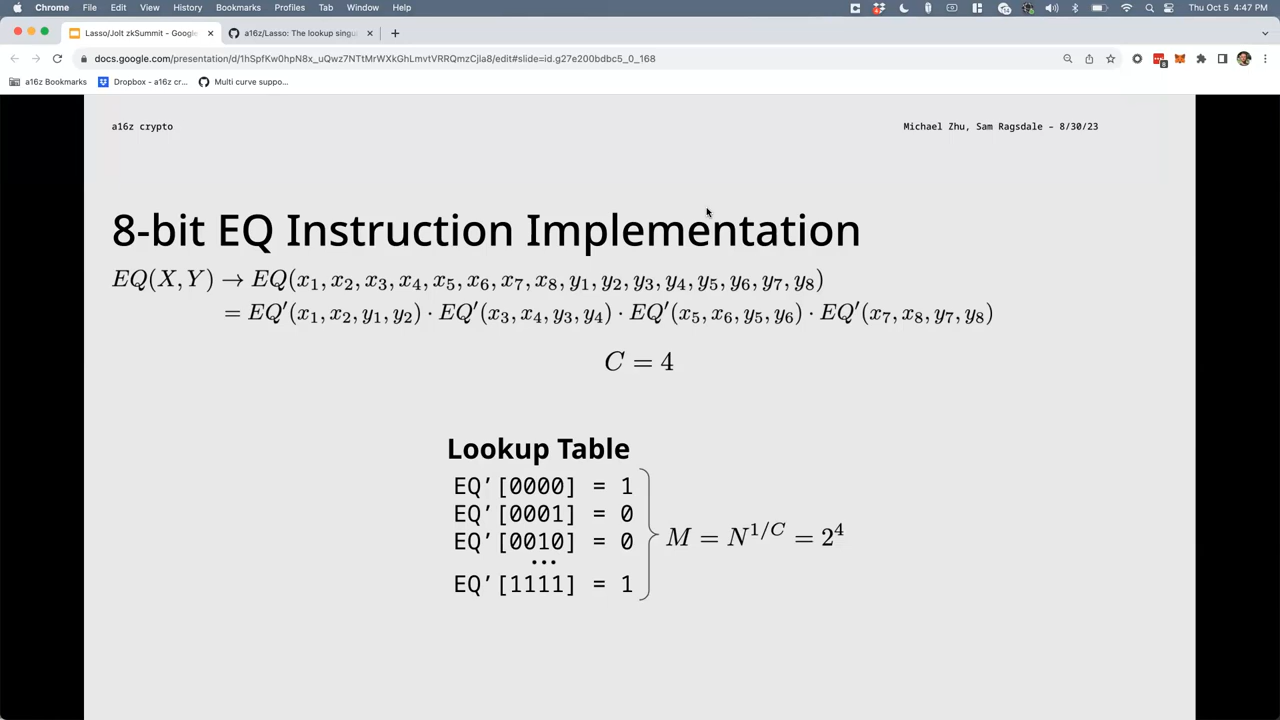 Chrome File Edit View History Bookmarks Profiles Tab Window Help Thu Oct 5 4:47 PM
Lasso/Jolt zkSummit - Google a16z/Lasso: The lookup singu
docs.google.com/presentation/d/1hSpfKw0hpN8x_uQwz7NTtMrWXkGhLmvtVRRQmzCjla8/edit#slide=id.g27e200bdbc5_0_168
8
a16z Bookmarks Dropbox - a16z cr... Multi curve suppo...
a16z crypto Michael Zhu, Sam Ragsdale – 8/30/23
8-bit EQ Instruction Implementation
EQ(X, Y) → EQ(x₁, x₂, x₃, x₄, x₅, x₆, x₇, x₈, y₁, y₂, y₃, y₄, y₅, y₆, y₇, y₈)
= EQ′(x₁, x₂, y₁, y₂) · EQ′(x₃, x₄, y₃, y₄) · EQ′(x₅, x₆, y₅, y₆) · EQ′(x₇, x₈, y₇, y₈)
C = 4
Lookup Table
EQ’[0000] = 1
EQ’[0001] = 0
EQ’[0010] = 0
...
M = N^{1/C} = 2⁴
EQ’[1111] = 1